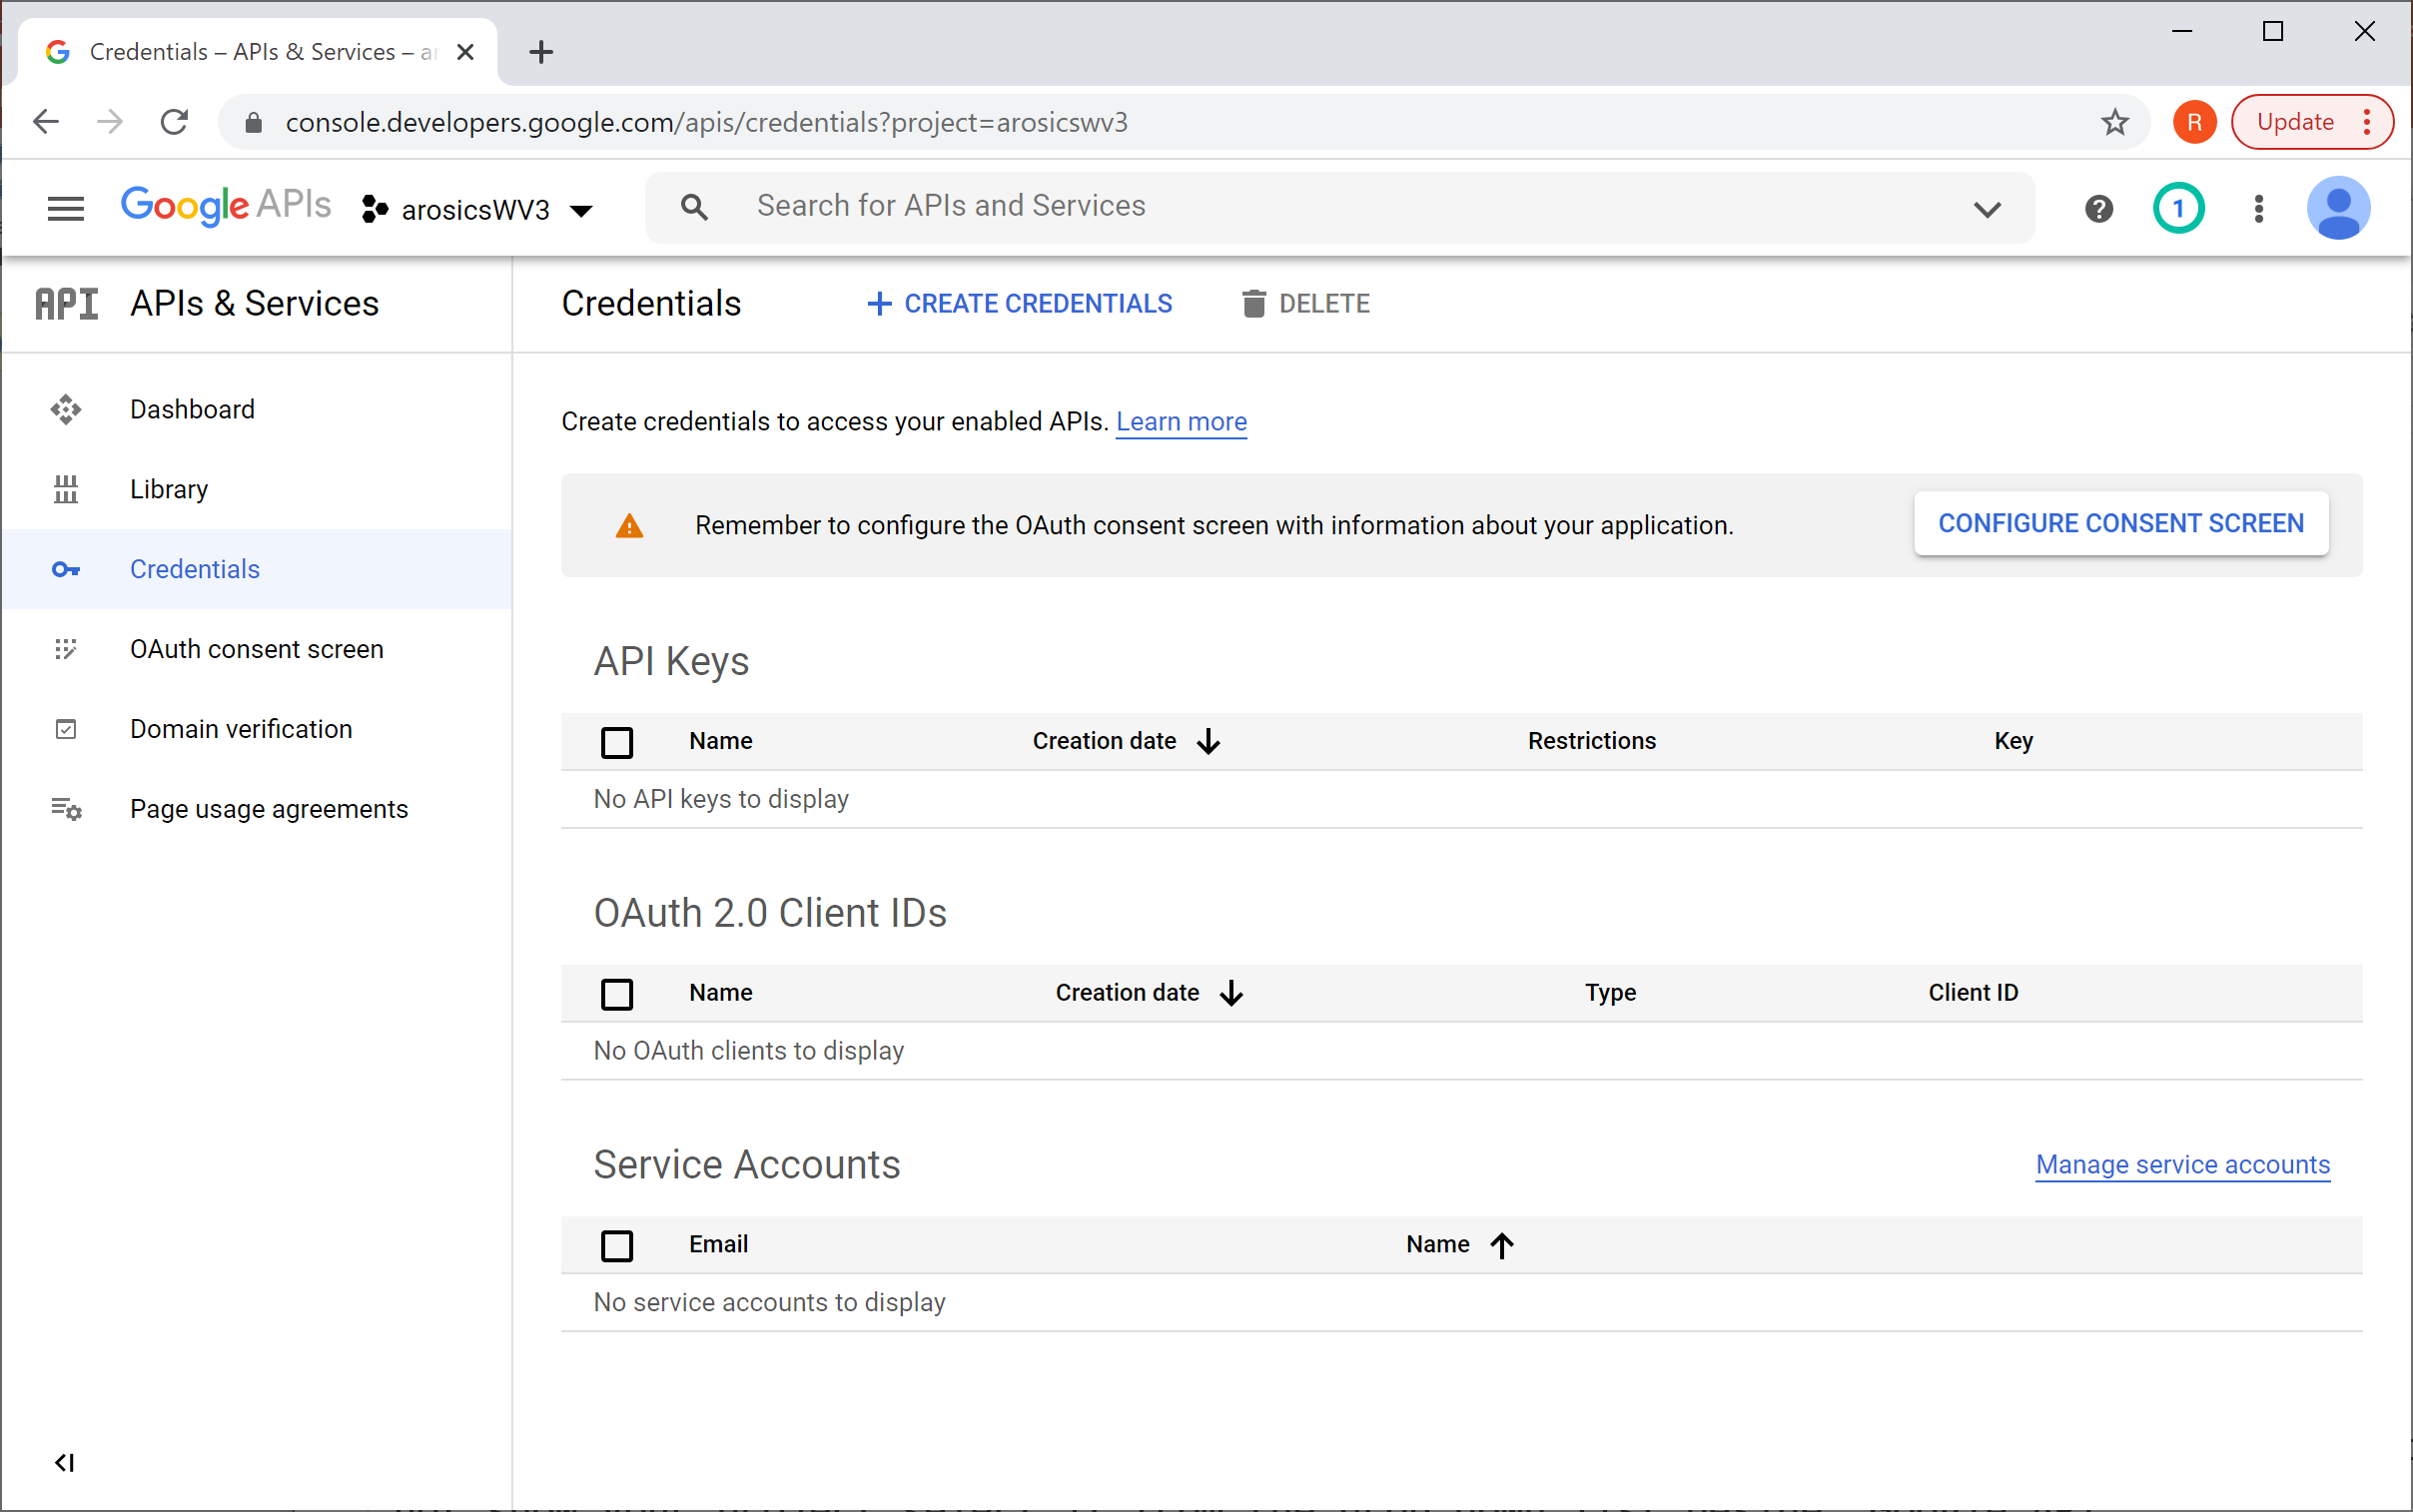 Credentials – APIs & Services – ar
console.developers.google.com/apis/credentials?project=arosicswv3
R
Update
Google APIs
arosicsWV3
Search for APIs and Services
1
API
APIs & Services
Credentials
CREATE CREDENTIALS
DELETE
Dashboard
Library
Credentials
OAuth consent screen
Domain verification
Page usage agreements
Create credentials to access your enabled APIs. Learn more
Remember to configure the OAuth consent screen with information about your application.
CONFIGURE CONSENT SCREEN
API Keys
Name Creation date Restrictions Key
No API keys to display
OAuth 2.0 Client IDs
Name Creation date Type Client ID
No OAuth clients to display
Service Accounts
Manage service accounts
Email Name
No service accounts to display